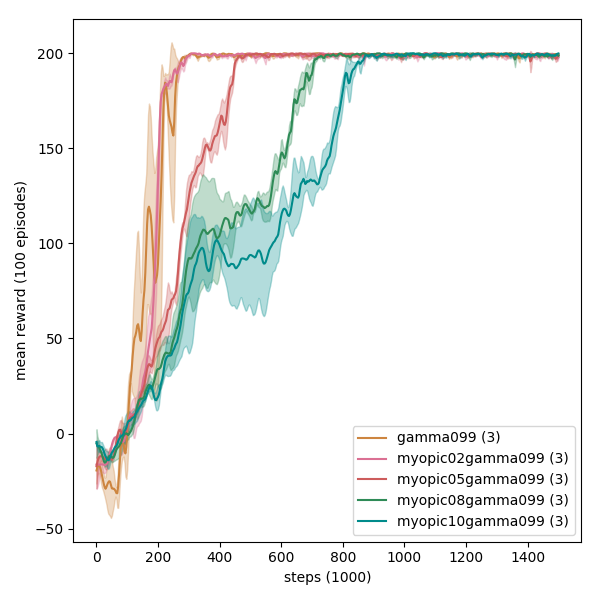 200
150
100
50
0
−50
mean reward (100 episodes)
0
200
400
600
800
1000
1200
1400
steps (1000)
gamma099 (3)
myopic02gamma099 (3)
myopic05gamma099 (3)
myopic08gamma099 (3)
myopic10gamma099 (3)